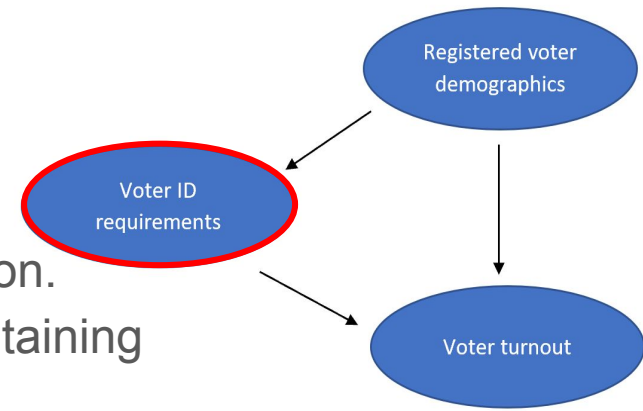 Registered voter
demographics
Voter ID
requirements
on.
taining
Voter turnout